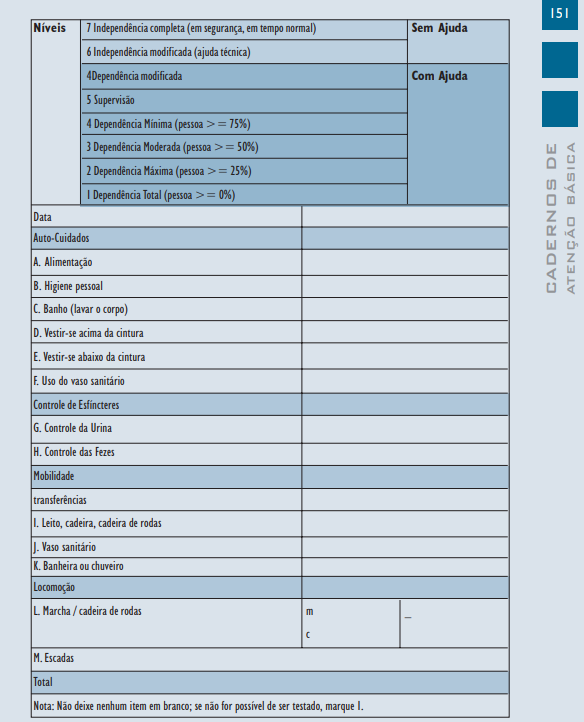 151
CADERNOS DE
ATENÇÃO BÁSICA
Níveis
7 Independência completa (em segurança, em tempo normal)
Sem Ajuda
6 Independência modificada (ajuda técnica)
4Dependência modificada
Com Ajuda
5 Supervisão
4 Dependência Mínima (pessoa >= 75%)
3 Dependência Moderada (pessoa >= 50%)
2 Dependência Máxima (pessoa >= 25%)
1 Dependência Total (pessoa >= 0%)
Data
Auto-Cuidados
A. Alimentação
B. Higiene pessoal
C. Banho (lavar o corpo)
D. Vestir-se acima da cintura
E. Vestir-se abaixo da cintura
F. Uso do vaso sanitário
Controle de Esfíncteres
G. Controle da Urina
H. Controle das Fezes
Mobilidade
transferências
I. Leito, cadeira, cadeira de rodas
J. Vaso sanitário
K. Banheira ou chuveiro
Locomoção
L. Marcha / cadeira de rodas
m
_
c
M. Escadas
Total
Nota: Não deixe nenhum item em branco; se não for possível de ser testado, marque 1.